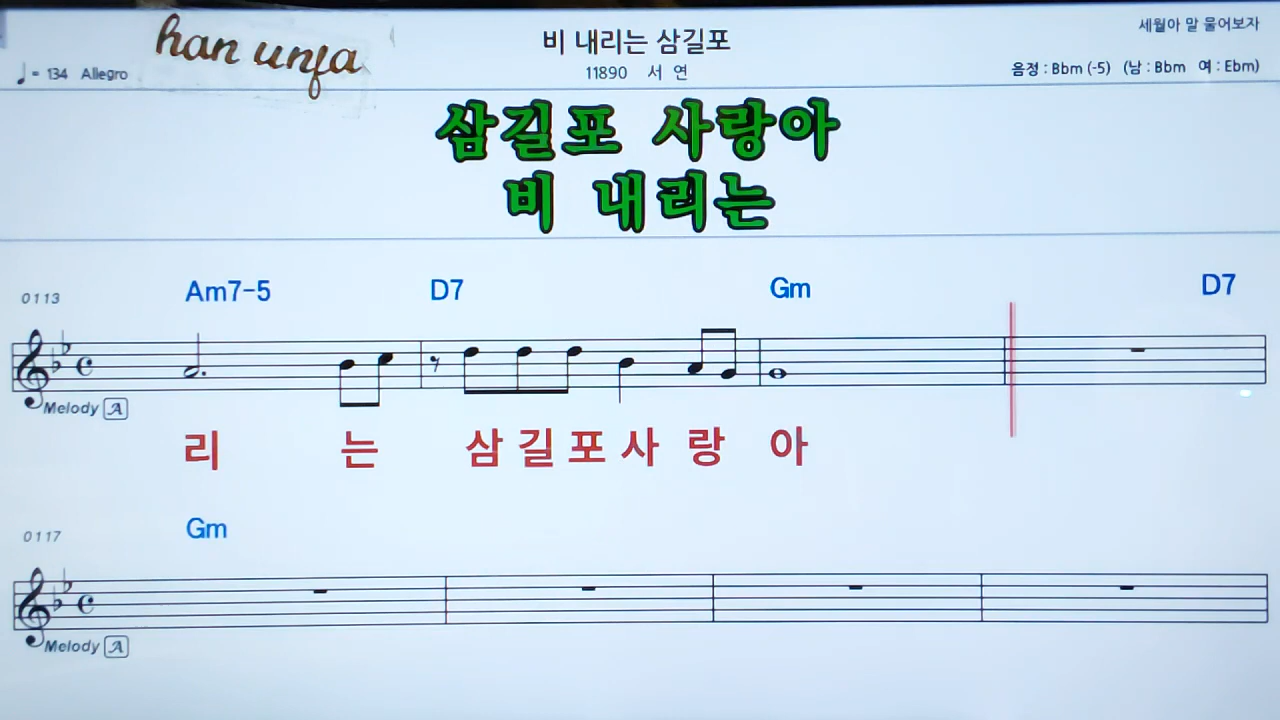 han unfa
비 내리는 삼길포
세월아 말 물어보자
♩= 134 Allegro
11890 서 연
음정 : Bbm (-5) (남 : Bbm 여 : Ebm)
삼길포 사랑아
비 내리는
0113 Am7-5 D7 Gm D7
Melody A
리 는 삼 길 포 사 랑 아
0117 Gm
Melody A